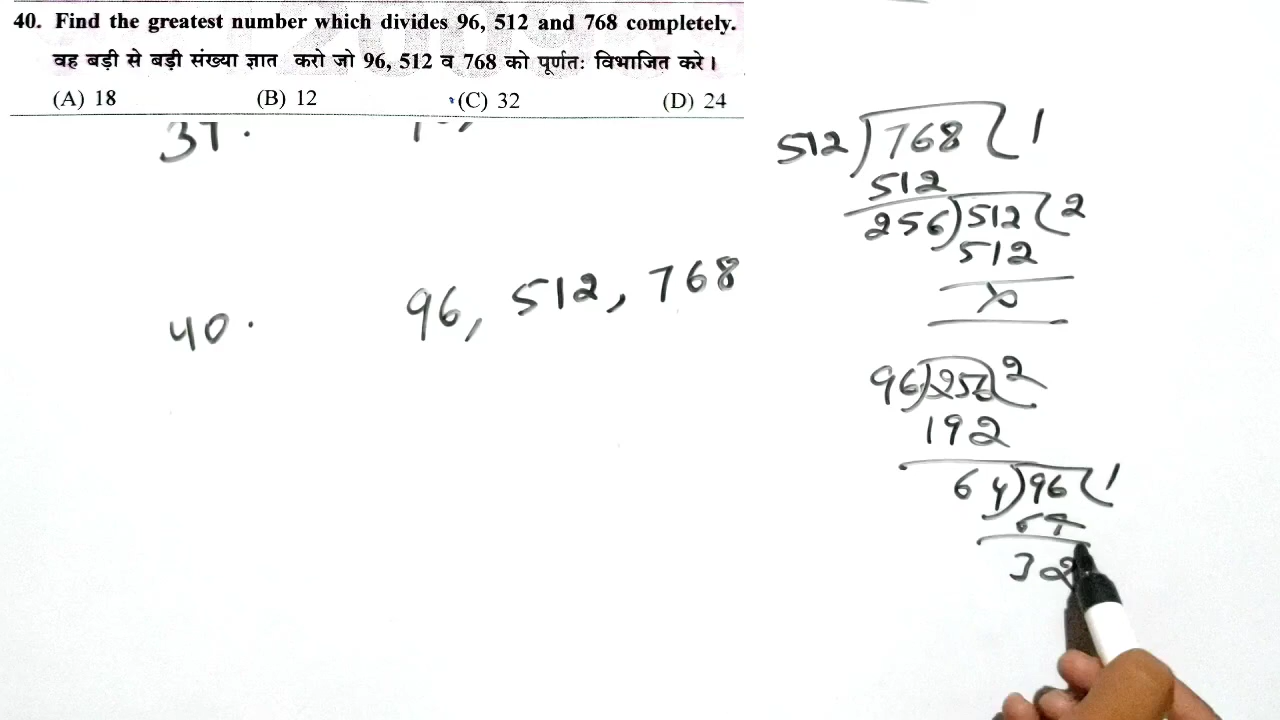 40. Find the greatest number which divides 96, 512 and 768 completely.
वह बड़ी से बड़ी संख्या ज्ञात करो जो 96, 512 व 768 को पूर्णतः विभाजित करे।
(A) 18 (B) 12 (C) 32 (D) 24
37.
40. 96, 512, 768
512)768(1
512
256)512(2
512
0
96)256(2
192
64)96(1
64
32